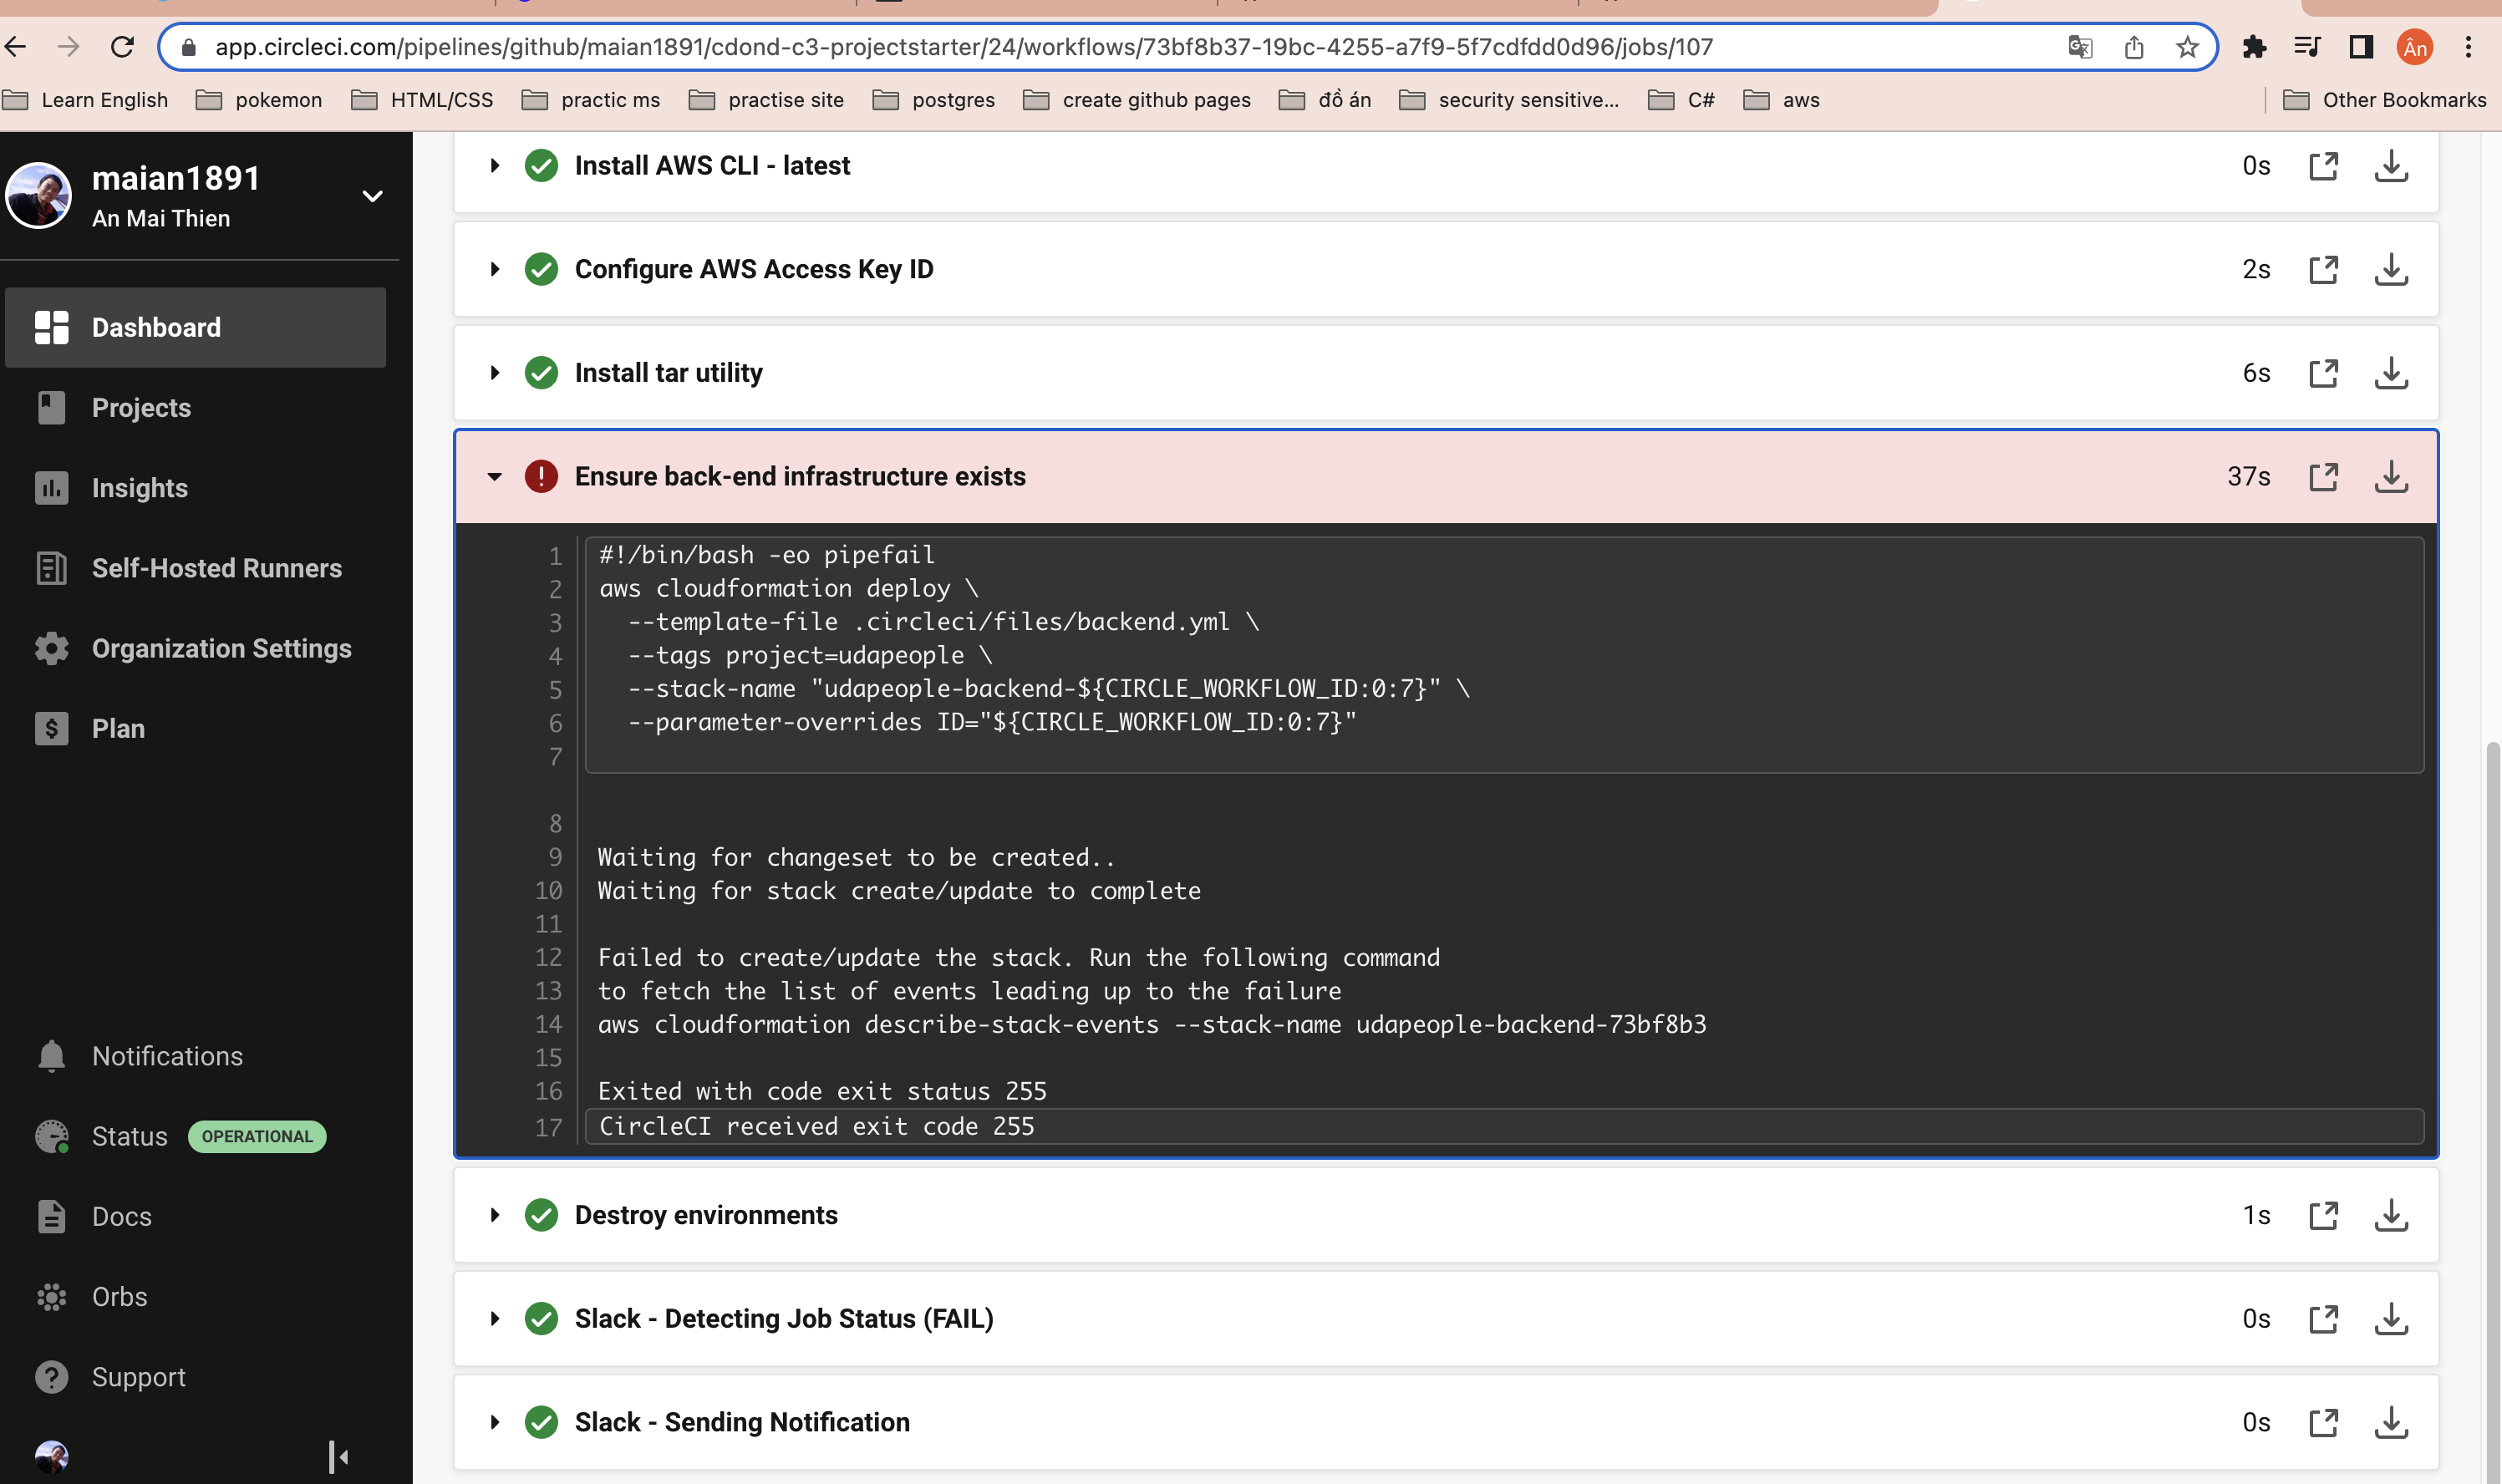 app.circleci.com/pipelines/github/maian1891/cdond-c3-projectstarter/24/workflows/73bf8b37-19bc-4255-a7f9-5f7cdfdd0d96/jobs/107
Ân
Learn English pokemon HTML/CSS practic ms practise site postgres create github pages đồ án security sensitive... C# aws Other Bookmarks
maian1891
An Mai Thien
Dashboard
Projects
Insights
Self-Hosted Runners
Organization Settings
Plan
Notifications
Status OPERATIONAL
Docs
Orbs
Support
Install AWS CLI - latest 0s
Configure AWS Access Key ID 2s
Install tar utility 6s
Ensure back-end infrastructure exists 37s
1 #!/bin/bash -eo pipefail
2 aws cloudformation deploy \
3 --template-file .circleci/files/backend.yml \
4 --tags project=udapeople \
5 --stack-name "udapeople-backend-${CIRCLE_WORKFLOW_ID:0:7}" \
6 --parameter-overrides ID="${CIRCLE_WORKFLOW_ID:0:7}"
7
8
9 Waiting for changeset to be created..
10 Waiting for stack create/update to complete
11
12 Failed to create/update the stack. Run the following command
13 to fetch the list of events leading up to the failure
14 aws cloudformation describe-stack-events --stack-name udapeople-backend-73bf8b3
15
16 Exited with code exit status 255
17 CircleCI received exit code 255
Destroy environments 1s
Slack - Detecting Job Status (FAIL) 0s
Slack - Sending Notification 0s